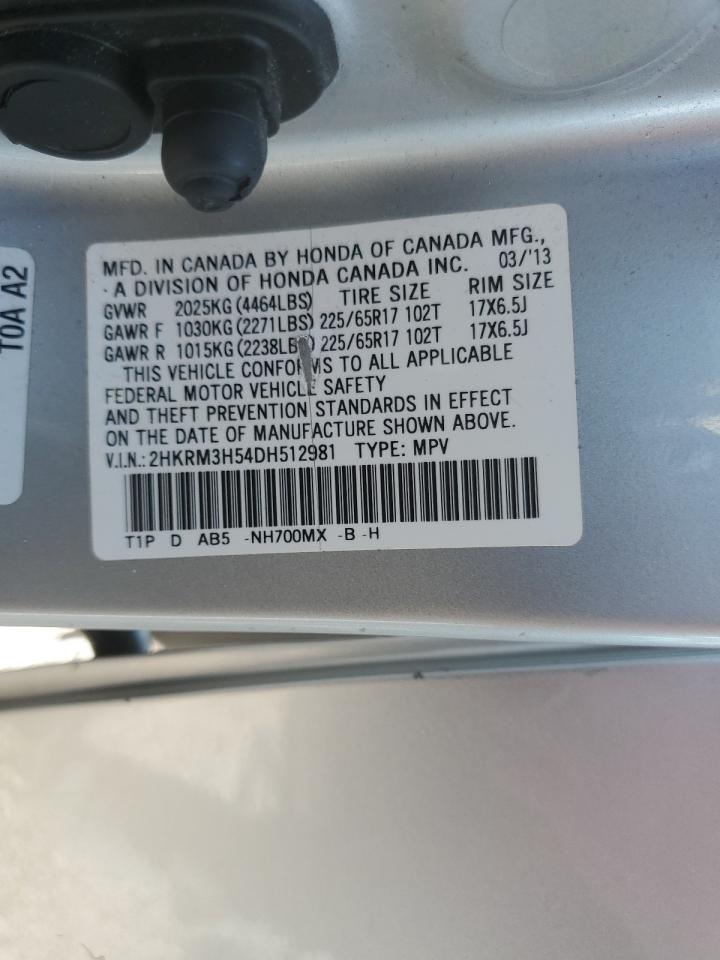 MFD. IN CANADA BY HONDA OF CANADA MFG.,
A DIVISION OF HONDA CANADA INC. 03/'13
GVWR 2025KG(4464LBS) TIRE SIZE RIM SIZE
GAWR F 1030KG(2271LBS) 225/65R17 102T 17X6.5J
GAWR R 1015KG(2238LBS) 225/65R17 102T 17X6.5J
THIS VEHICLE CONFORMS TO ALL APPLICABLE
FEDERAL MOTOR VEHICLE SAFETY
AND THEFT PREVENTION STANDARDS IN EFFECT
ON THE DATE OF MANUFACTURE SHOWN ABOVE.
V.I.N.: 2HKRM3H54DH512981 TYPE: MPV
T1P D AB5 -NH700MX -B -H
TOA A2